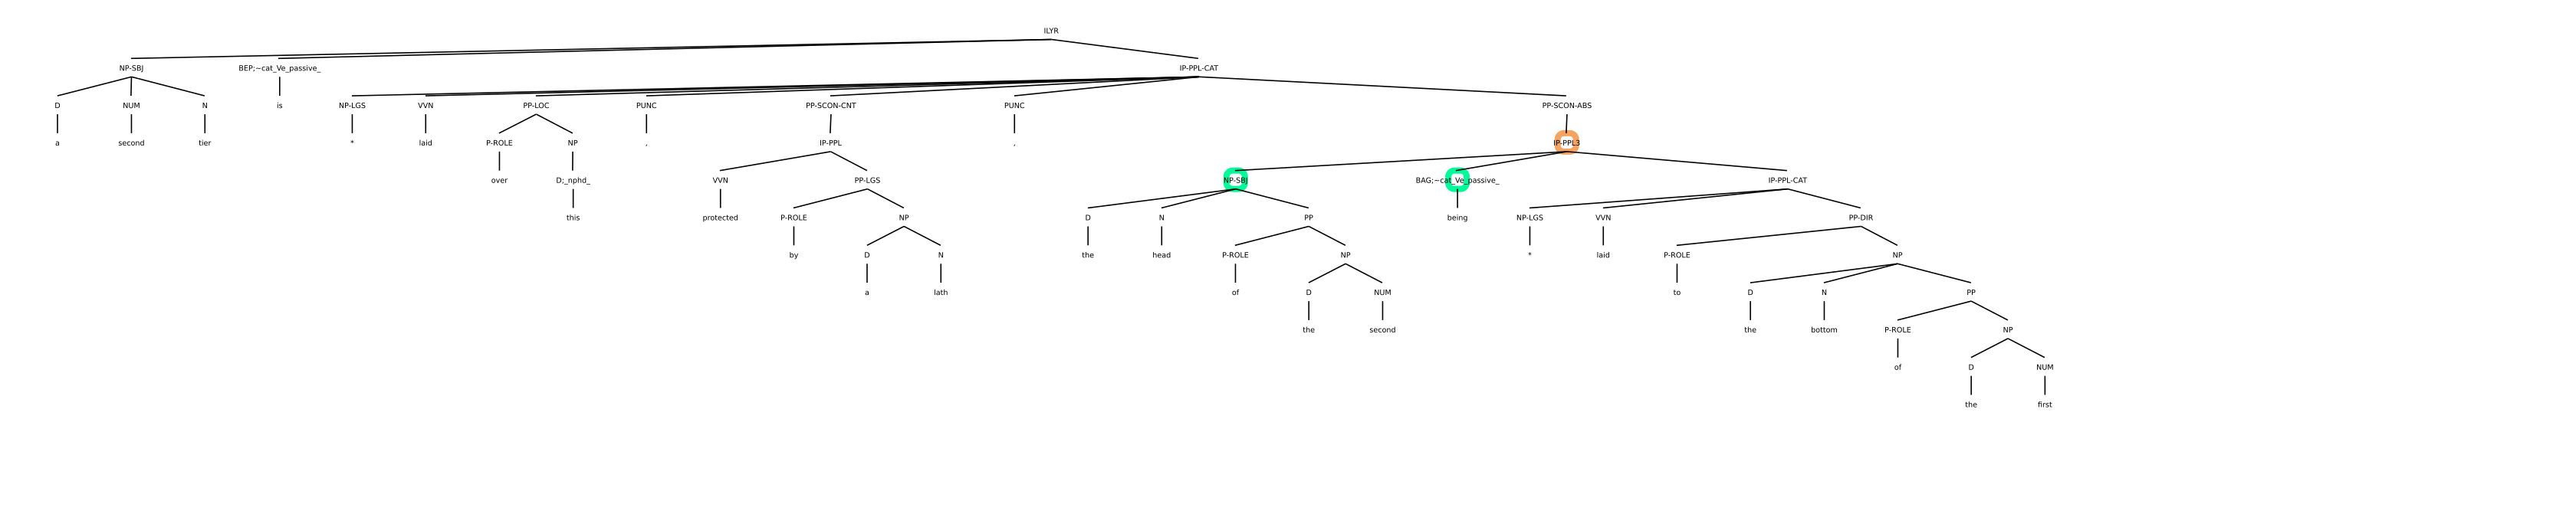 ILYR
NP-SBJ BEP;~cat_Ve_passive_ IP-PPL-CAT
D NUM N is NP-LGS VVN PP-LOC PUNC PP-SCON-CNT PUNC PP-SCON-ABS
a second tier * laid P-ROLE NP , IP-PPL , IP-PPL3
over D;_nphd_ VVN PP-LGS NP-SBJ BAG;~cat_Ve_passive_ IP-PPL-CAT
this protected P-ROLE NP D N PP being NP-LGS VVN PP-DIR
by D N the head P-ROLE NP * laid P-ROLE NP
a lath of D NUM to D N PP
the second the bottom P-ROLE NP
of D NUM
the first